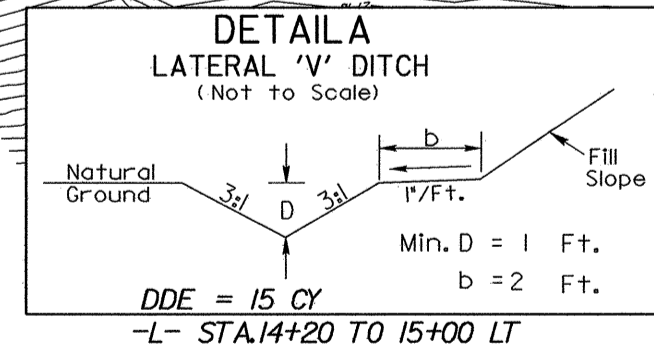 DETAIL A
LATERAL 'V' DITCH
(Not to Scale)
b
Natural
Ground
3:1
D
3:1
1"/Ft.
Fill
Slope
Min. D = 1 Ft.
b = 2 Ft.
DDE = 15 CY
-L- STA.14+20 TO 15+00 LT